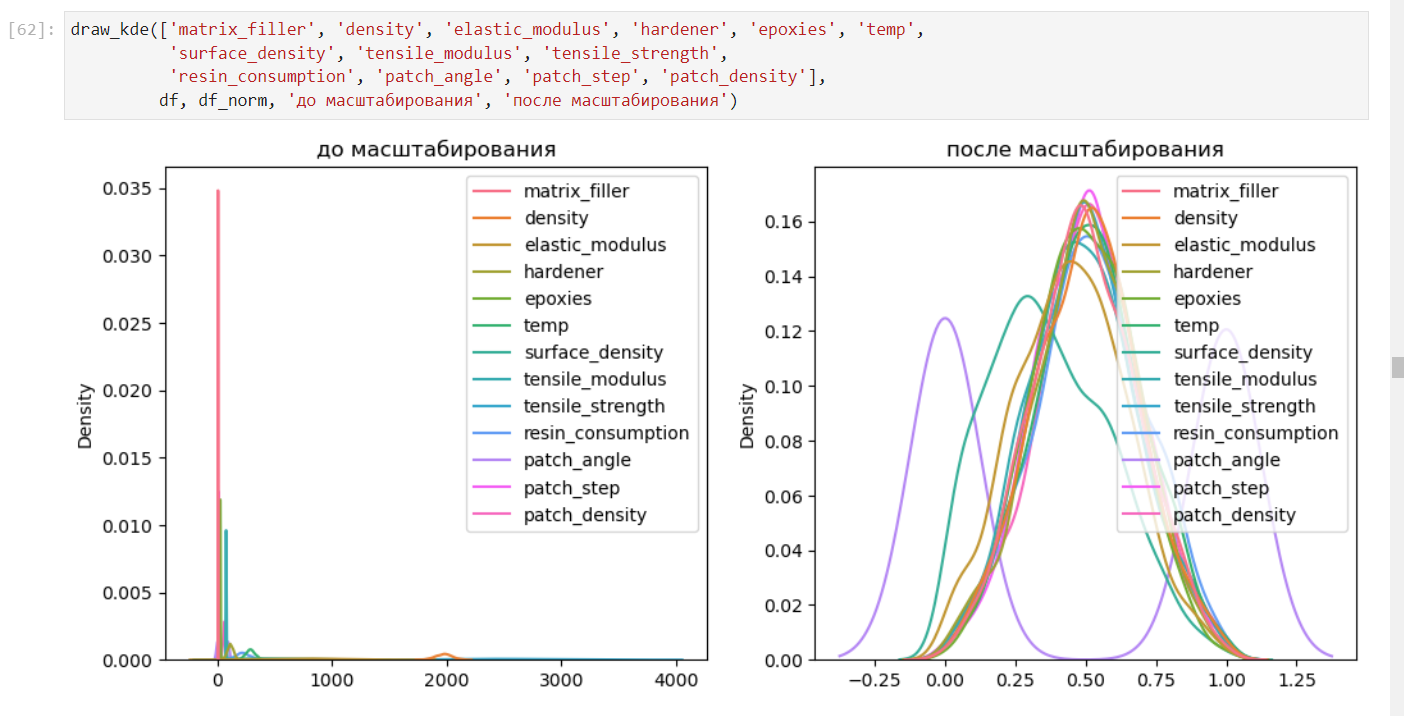 [62]: draw_kde(['matrix_filler', 'density', 'elastic_modulus', 'hardener', 'epoxies', 'temp',
'surface_density', 'tensile_modulus', 'tensile_strength',
'resin_consumption', 'patch_angle', 'patch_step', 'patch_density'],
df, df_norm, 'до масштабирования', 'после масштабирования')
до масштабирования
Density
0.035
0.030
0.025
0.020
0.015
0.010
0.005
0.000
0 1000 2000 3000 4000
matrix_filler
density
elastic_modulus
hardener
epoxies
temp
surface_density
tensile_modulus
tensile_strength
resin_consumption
patch_angle
patch_step
patch_density
после масштабирования
Density
0.16
0.14
0.12
0.10
0.08
0.06
0.04
0.02
0.00
−0.25 0.00 0.25 0.50 0.75 1.00 1.25
matrix_filler
density
elastic_modulus
hardener
epoxies
temp
surface_density
tensile_modulus
tensile_strength
resin_consumption
patch_angle
patch_step
patch_density